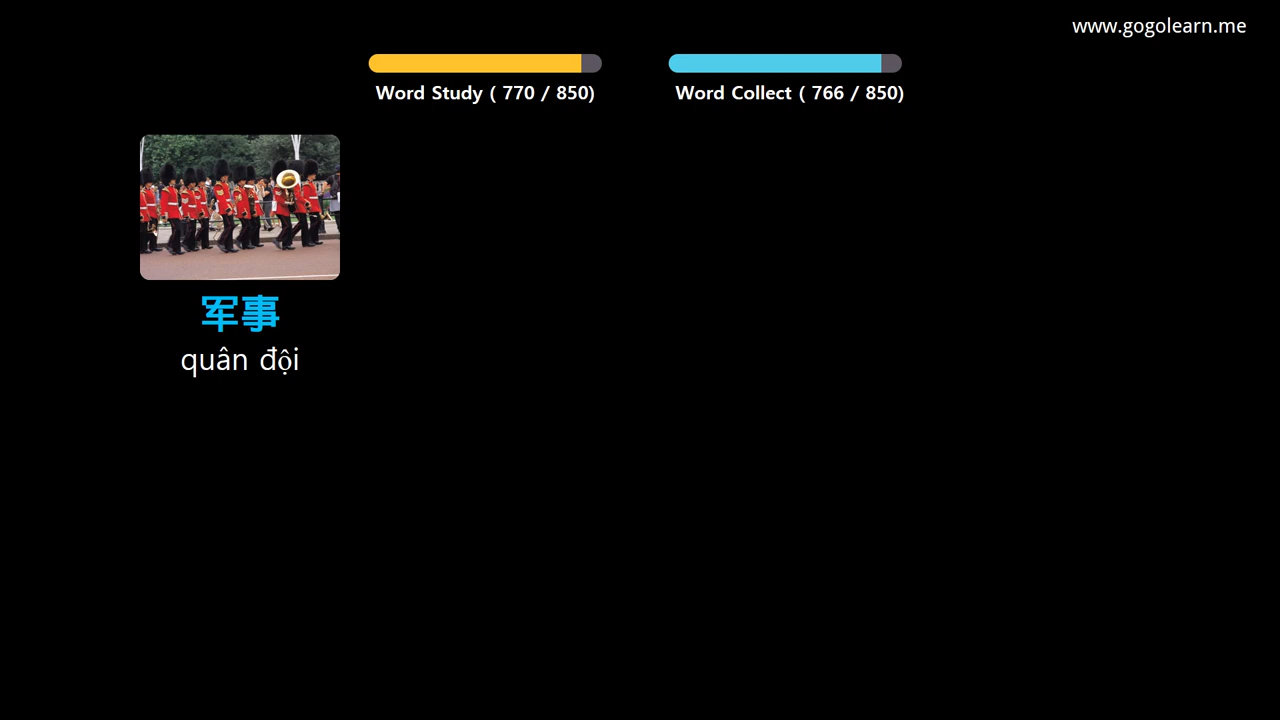 www.gogolearn.me
Word Study ( 770 / 850)
Word Collect ( 766 / 850)
军事
quân đội